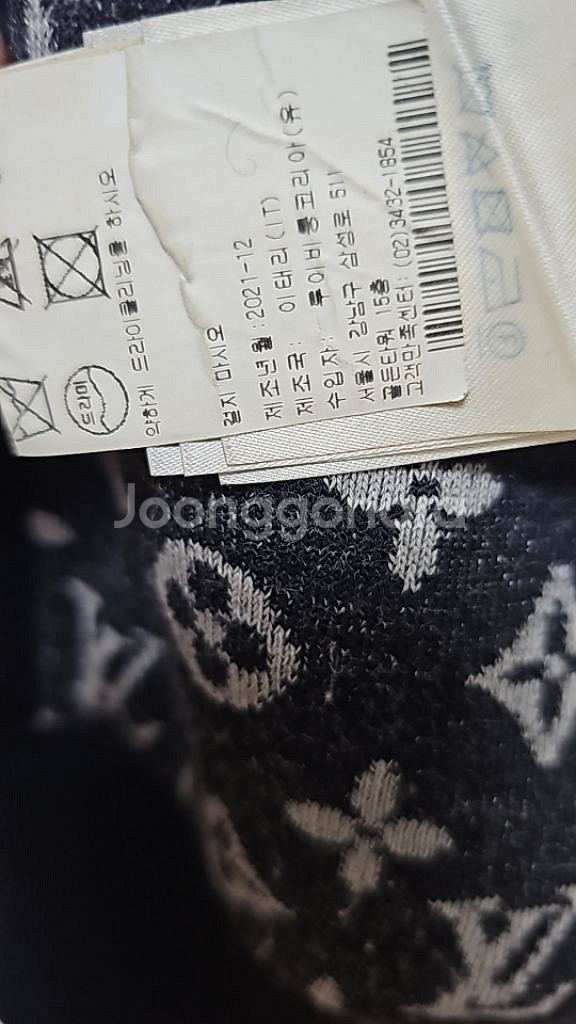 드라이
약하게 드라이클리닝을 하시오
걸지 마시오
제조년월:2021-12
제조국: 이태리(IT)
수입자: 루이비통코리아(유)
서울시 강남구 삼성로 511
골든타워 15층
고객만족센터:(02)3432-1854
Joonggonara